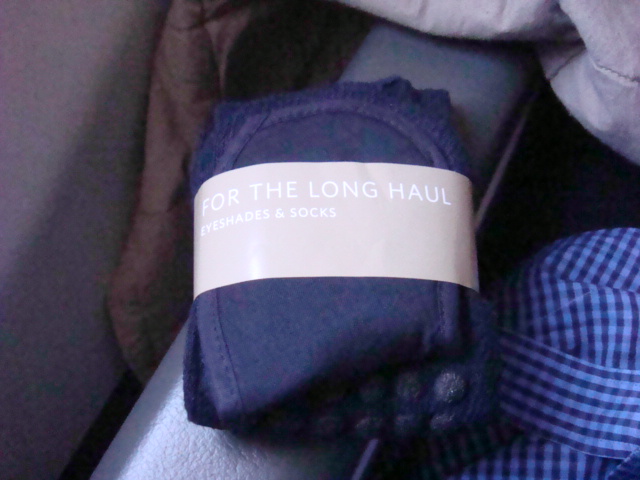 FOR THE LONG HAUL
EYESHADES & SOCKS